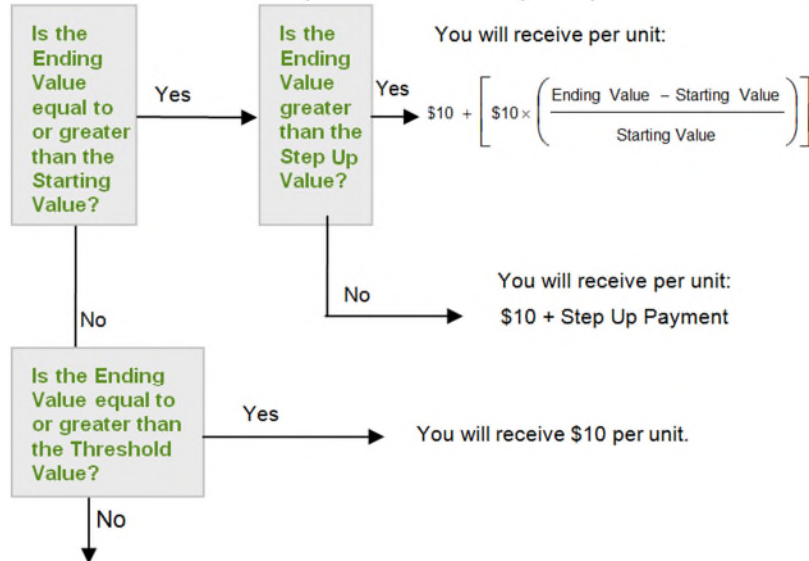 Is the
Ending
Value
equal to
or greater
than the
Starting
Value?
Yes
Is the
Ending
Value
greater
than the
Step Up
Value?
Yes
You will receive per unit:
$10 + [ $10 × ( Ending Value − Starting Value
Starting Value ) ]
No
You will receive per unit:
$10 + Step Up Payment
No
Is the Ending
Value equal to
or greater than
the Threshold
Value?
Yes
You will receive $10 per unit.
No